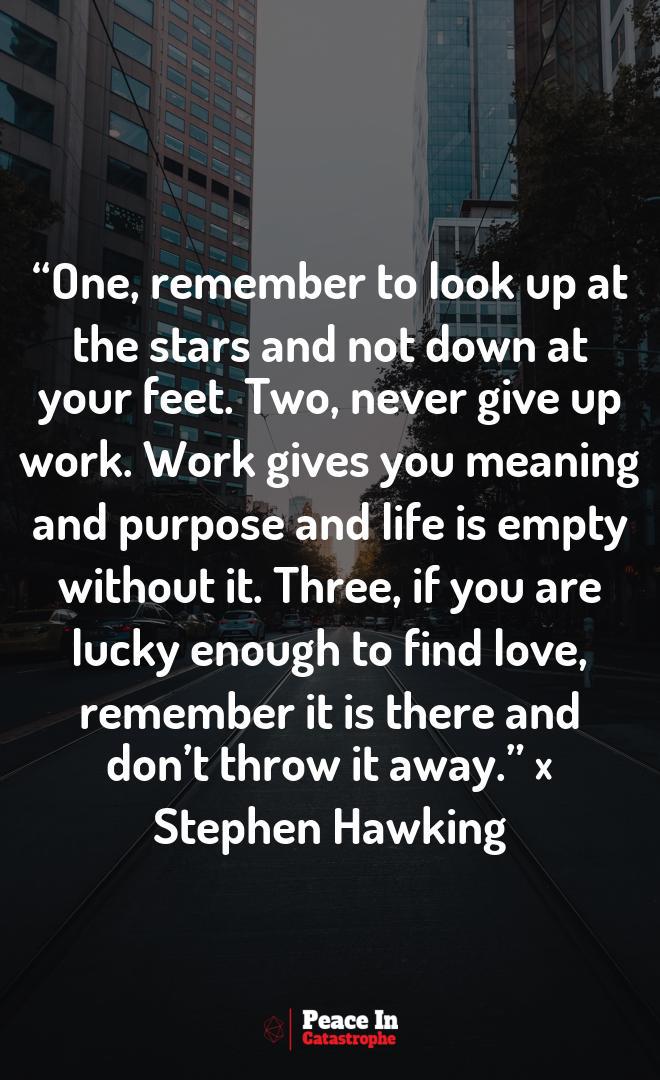 “One, remember to look up at
the stars and not down at
your feet. Two, never give up
work. Work gives you meaning
and purpose and life is empty
without it. Three, if you are
lucky enough to find love,
remember it is there and
don’t throw it away.” x
Stephen Hawking
Peace In
Catastrophe